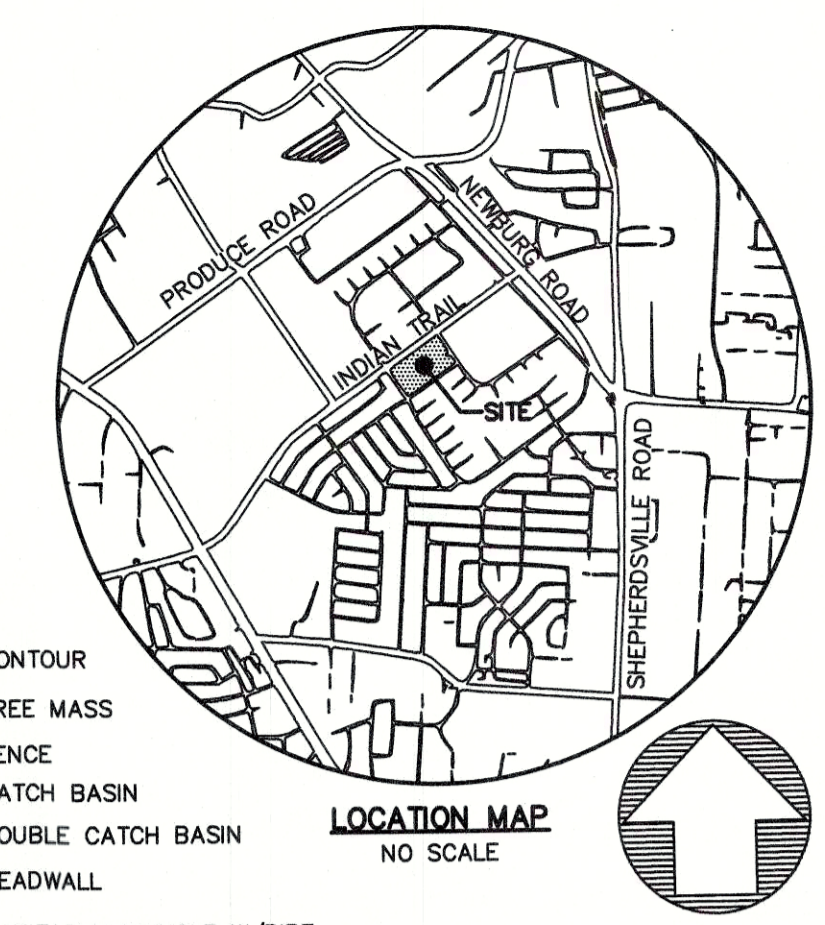 PRODUCE ROAD
NEWBURG ROAD
INDIAN TRAIL
SITE
SHEPHERDSVILLE ROAD
ONTOUR
REE MASS
ENCE
ATCH BASIN
OUBLE CATCH BASIN
EADWALL
LOCATION MAP
NO SCALE